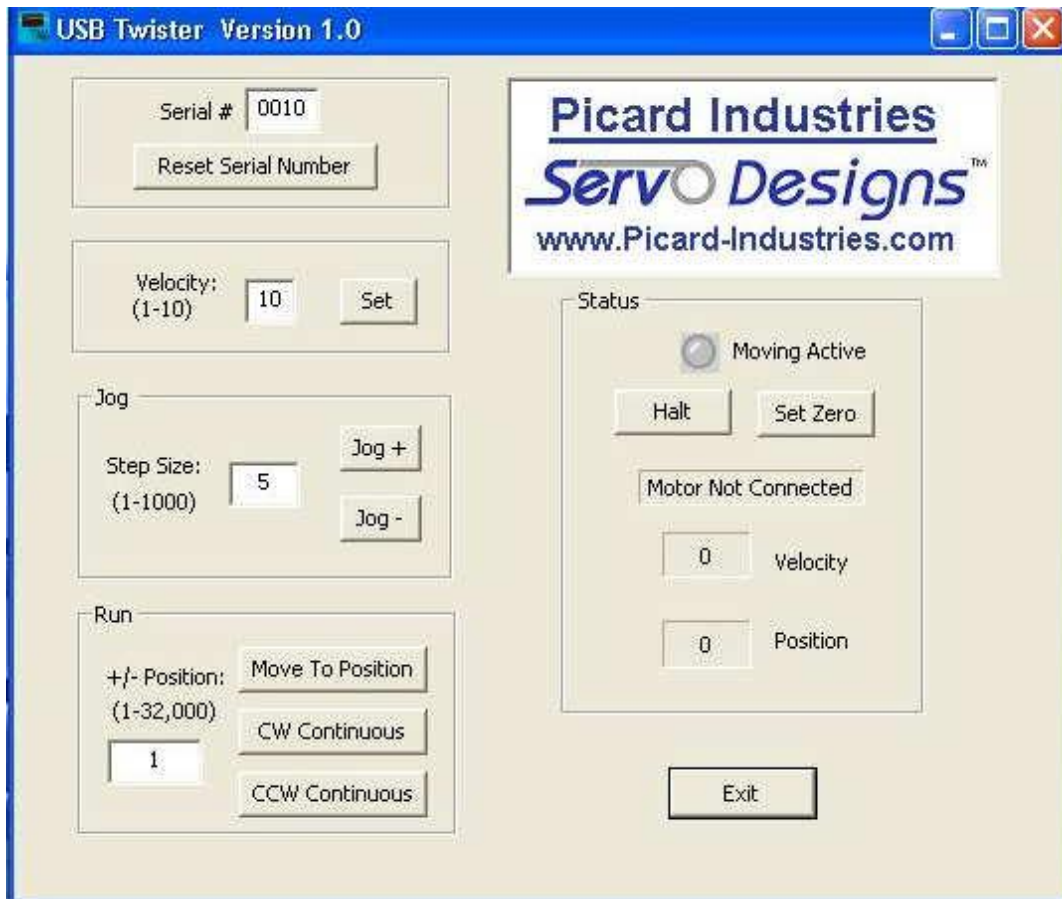 USB Twister Version 1.0
Serial # 0010
Reset Serial Number
Velocity:
(1-10)
10
Set
Jog
Step Size:
(1-1000)
5
Jog +
Jog -
Run
+/- Position:
(1-32,000)
1
Move To Position
CW Continuous
CCW Continuous
Picard Industries
Servo Designs™
www.Picard-Industries.com
Status
Moving Active
Halt
Set Zero
Motor Not Connected
0 Velocity
0 Position
Exit